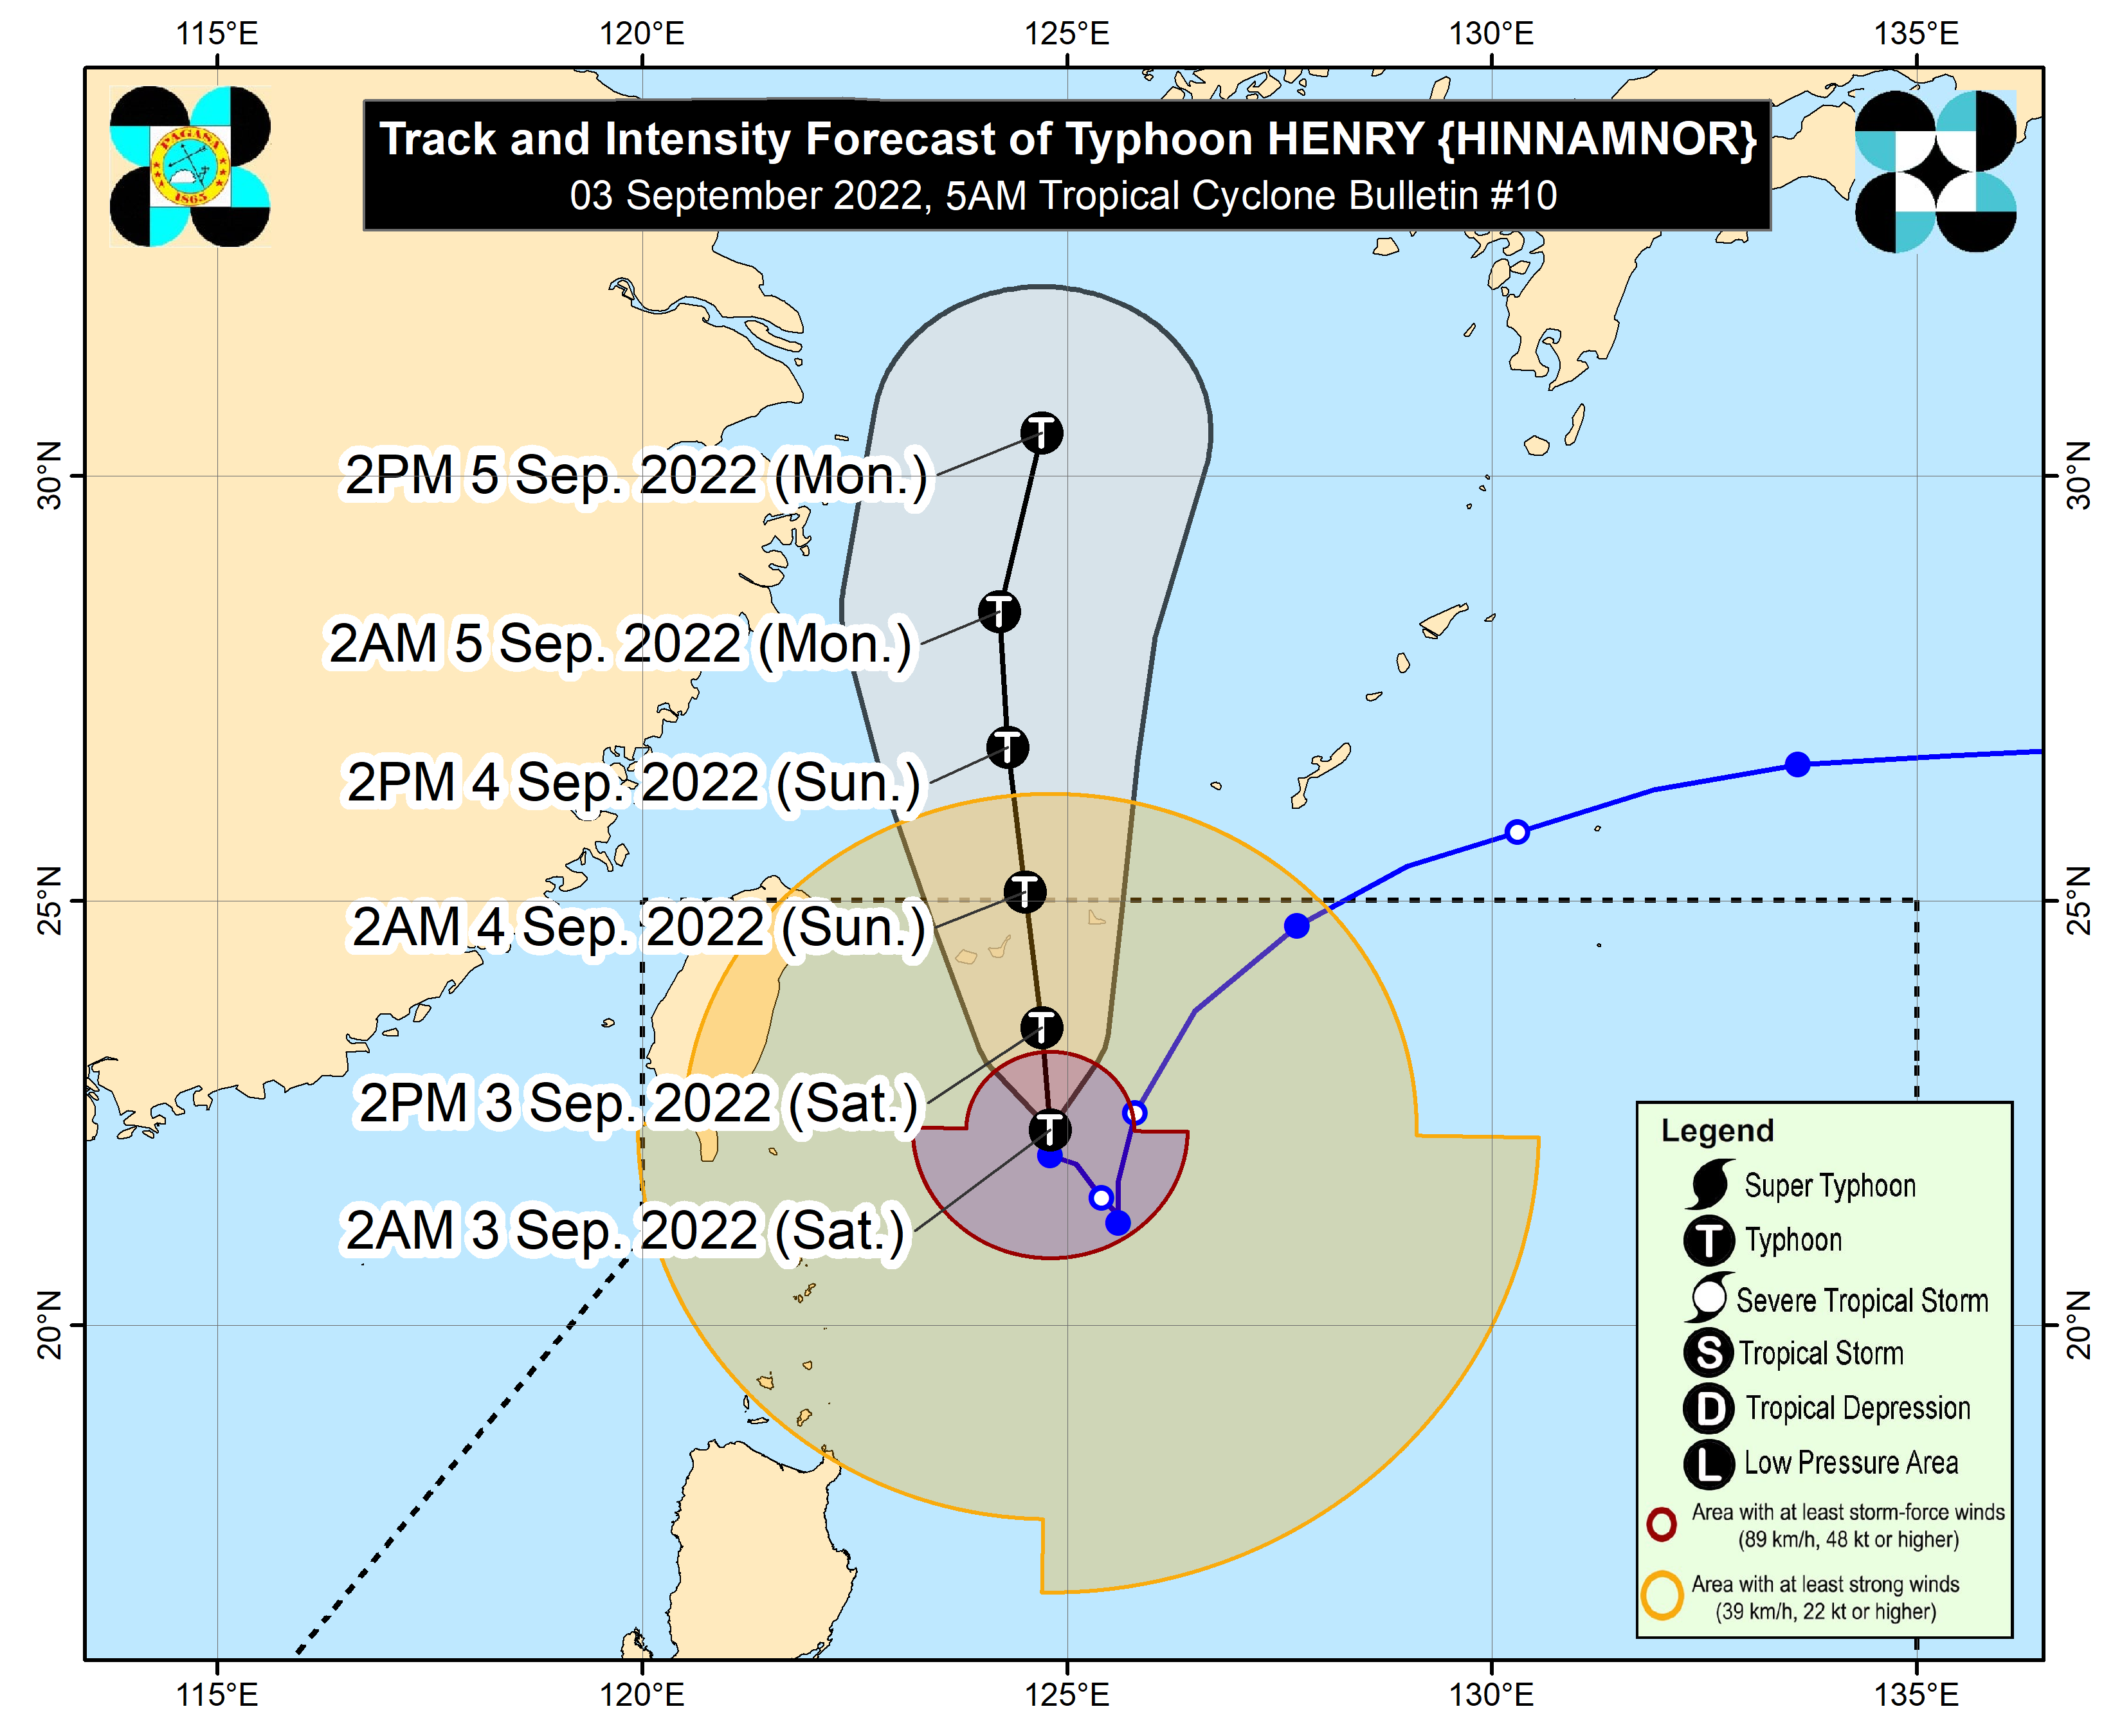 115°E 120°E 125°E 130°E 135°E
PAGASA
1865
Track and Intensity Forecast of Typhoon HENRY {HINNAMNOR}
03 September 2022, 5AM Tropical Cyclone Bulletin #10
30°N
30°N
2PM 5 Sep. 2022 (Mon.)
T
2AM 5 Sep. 2022 (Mon.)
T
2PM 4 Sep. 2022 (Sun.)
T
25°N
25°N
2AM 4 Sep. 2022 (Sun.)
T
2PM 3 Sep. 2022 (Sat.)
T
2AM 3 Sep. 2022 (Sat.)
T
20°N
20°N
Legend
Super Typhoon
T Typhoon
Severe Tropical Storm
S Tropical Storm
D Tropical Depression
L Low Pressure Area
Area with at least storm-force winds
(89 km/h, 48 kt or higher)
Area with at least strong winds
(39 km/h, 22 kt or higher)
115°E 120°E 125°E 130°E 135°E